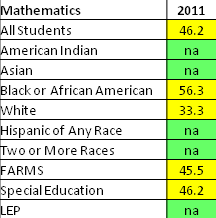 Mathematics 2011
All Students 46.2
American Indian na
Asian na
Black or African American 56.3
White 33.3
Hispanic of Any Race na
Two or More Races na
FARMS 45.5
Special Education 46.2
LEP na